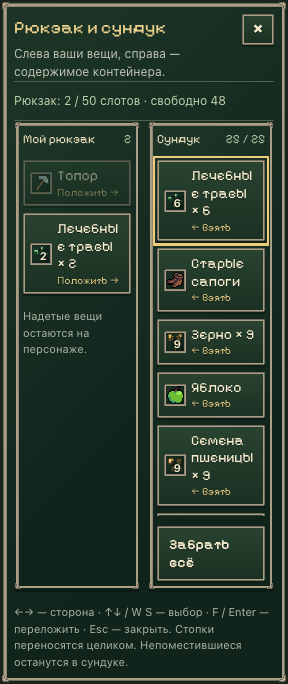 Рюкзак и сундук
×
Слева ваши вещи, справа —
содержимое контейнера.
Рюкзак: 2 / 50 слотов · свободно 48
Мой рюкзак 2
Топор
Положить →
2
Лечебны
е травы
× 2
Положить →
Надетые вещи
остаются на
персонаже.
Сундук 25 / 25
6
Лечебны
е травы
× 6
← Взять
Старые
сапоги
← Взять
9
Зерно × 9
← Взять
Яблоко
← Взять
9
Семена
пшеницы
× 9
← Взять
Забрать
всё
←→ — сторона · ↑↓ / W S — выбор · F / Enter —
переложить · Esc — закрыть. Стопки
переносятся целиком. Непоместившиеся
останутся в сундуке.